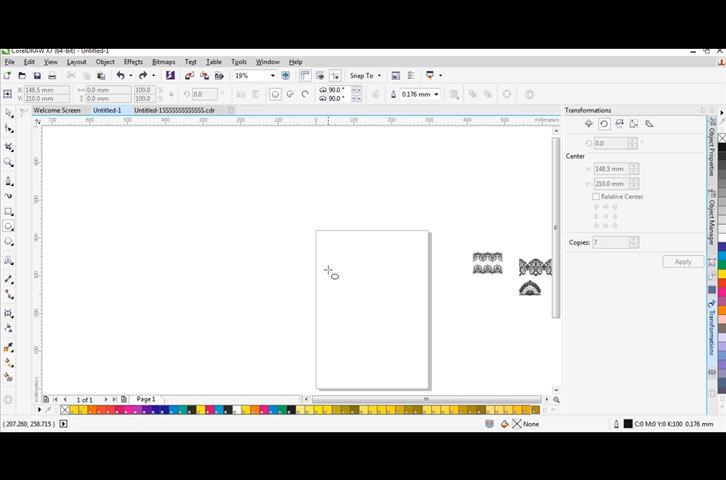 CorelDRAW X7 (64-Bit) - Untitled-1
File Edit View Layout Object Effects Bitmaps Text Table Tools Window Help
19% Snap To
X: 148.5 mm 0.0 mm 100.0 % 0.0 90.0 ° 0.176 mm
Y: 210.0 mm 0.0 mm 100.0 % 90.0 °
Welcome Screen Untitled-1 Untitled-1SSSSSSSSSSSSS.cdr
Transformations
millimeters
0.0
Center
x: 148.5 mm
y: 210.0 mm
Relative Center
Copies: 7
Apply
Object Properties
Object Manager
Transformations
1 of 1 Page 1
(207.260, 258.715) None C:0 M:0 Y:0 K:100 0.176 mm